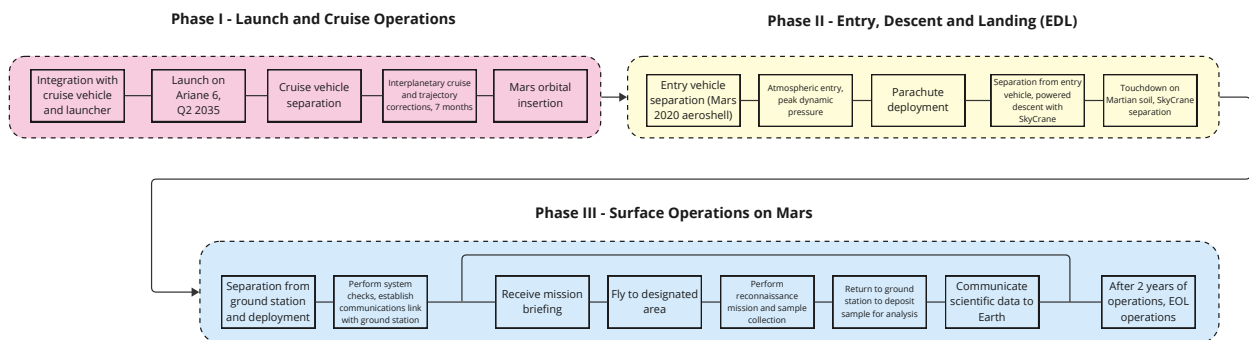 Phase I - Launch and Cruise Operations
Integration with
cruise vehicle
and launcher
Launch on
Ariane 6,
Q2 2035
Cruise vehicle
separation
Interplanetary cruise
and trajectory
corrections, 7 months
Mars orbital
insertion
Phase II - Entry, Descent and Landing (EDL)
Entry vehicle
separation (Mars
2020 aeroshell)
Atmospheric entry,
peak dynamic
pressure
Parachute
deployment
Separation from entry
vehicle, powered
descent with
SkyCrane
Touchdown on
Martian soil, SkyCrane
separation
Phase III - Surface Operations on Mars
Separation from
ground station
and deployment
Perform system
checks, establish
communications link
with ground station
Receive mission
briefing
Fly to designated
area
Perform
reconnaissance
mission and sample
collection
Return to ground
station to deposit
sample for analysis
Communicate
scientific data to
Earth
After 2 years of
operations, EOL
operations